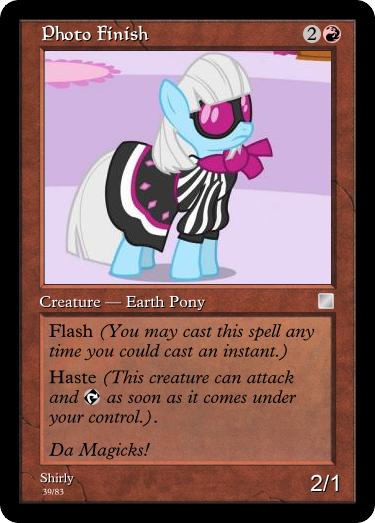 Photo Finish 2
Creature — Earth Pony
Flash (You may cast this spell any
time you could cast an instant.)
Haste (This creature can attack
and as soon as it comes under
your control.).
Da Magicks!
Shirly
39/83
2/1